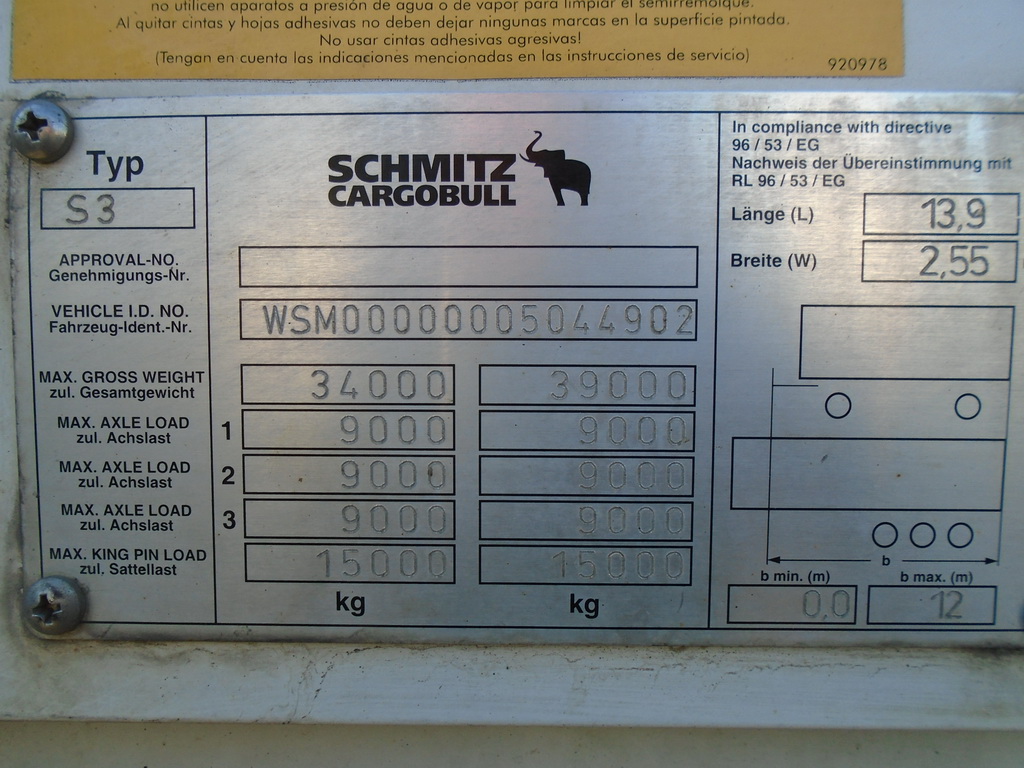 no utilicen aparatos a presión de agua o de vapor para limpiar el semirremolque.
Al quitar cintas y hojas adhesivas no deben dejar ningunas marcas en la superficie pintada.
No usar cintas adhesivas agresivas!
(Tengan en cuenta las indicaciones mencionadas en las instrucciones de servicio)
920978
Typ
S3
SCHMITZ
CARGOBULL
In compliance with directive
96 / 53 / EG
Nachweis der Übereinstimmung mit
RL 96 / 53 / EG
Länge (L) 13,9
Breite (W) 2,55
APPROVAL-NO.
Genehmigungs-Nr.
VEHICLE I.D. NO.
Fahrzeug-Ident.-Nr.
WSM00000005044902
MAX. GROSS WEIGHT
zul. Gesamtgewicht
34000 39000
MAX. AXLE LOAD
zul. Achslast
1 9000 9000
MAX. AXLE LOAD
zul. Achslast
2 9000 9000
MAX. AXLE LOAD
zul. Achslast
3 9000 9000
MAX. KING PIN LOAD
zul. Sattellast
15000 15000
kg kg
b
b min. (m) b max. (m)
0,0 12